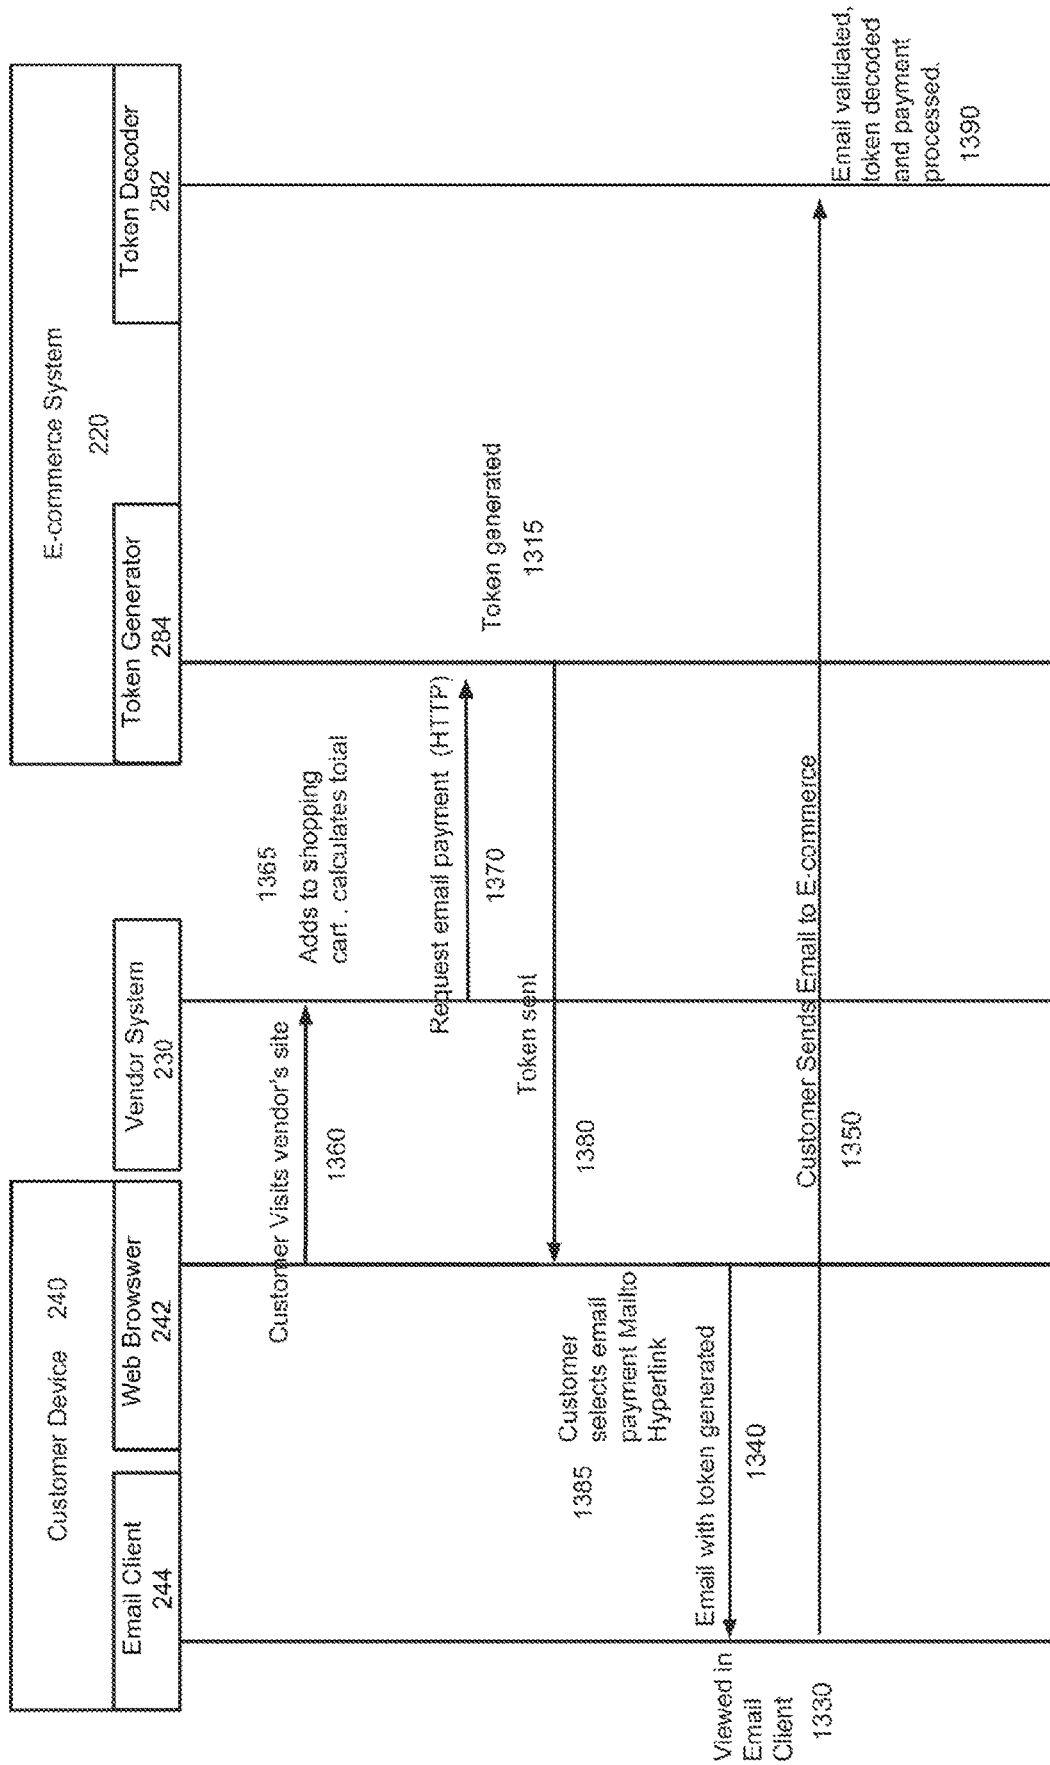 Customer Device 240
Email Client
244
Web Browswer
242
Vendor System
230
E-commerce System
220
Token Generator
284
Token Decoder
282
Customer Visits vendor's site
1360
1365
Adds to shopping
cart . calculates total
Request email payment (HTTP)
1370
Token generated
1315
Token sent
1380
1385
Customer
selects email
payment Mailto
Hyperlink
Email with token generated
1340
Viewed in
Email
Client
1330
Customer Sends Email to E-commerce
1350
Email validated,
token decoded
and payment
processed.
1390